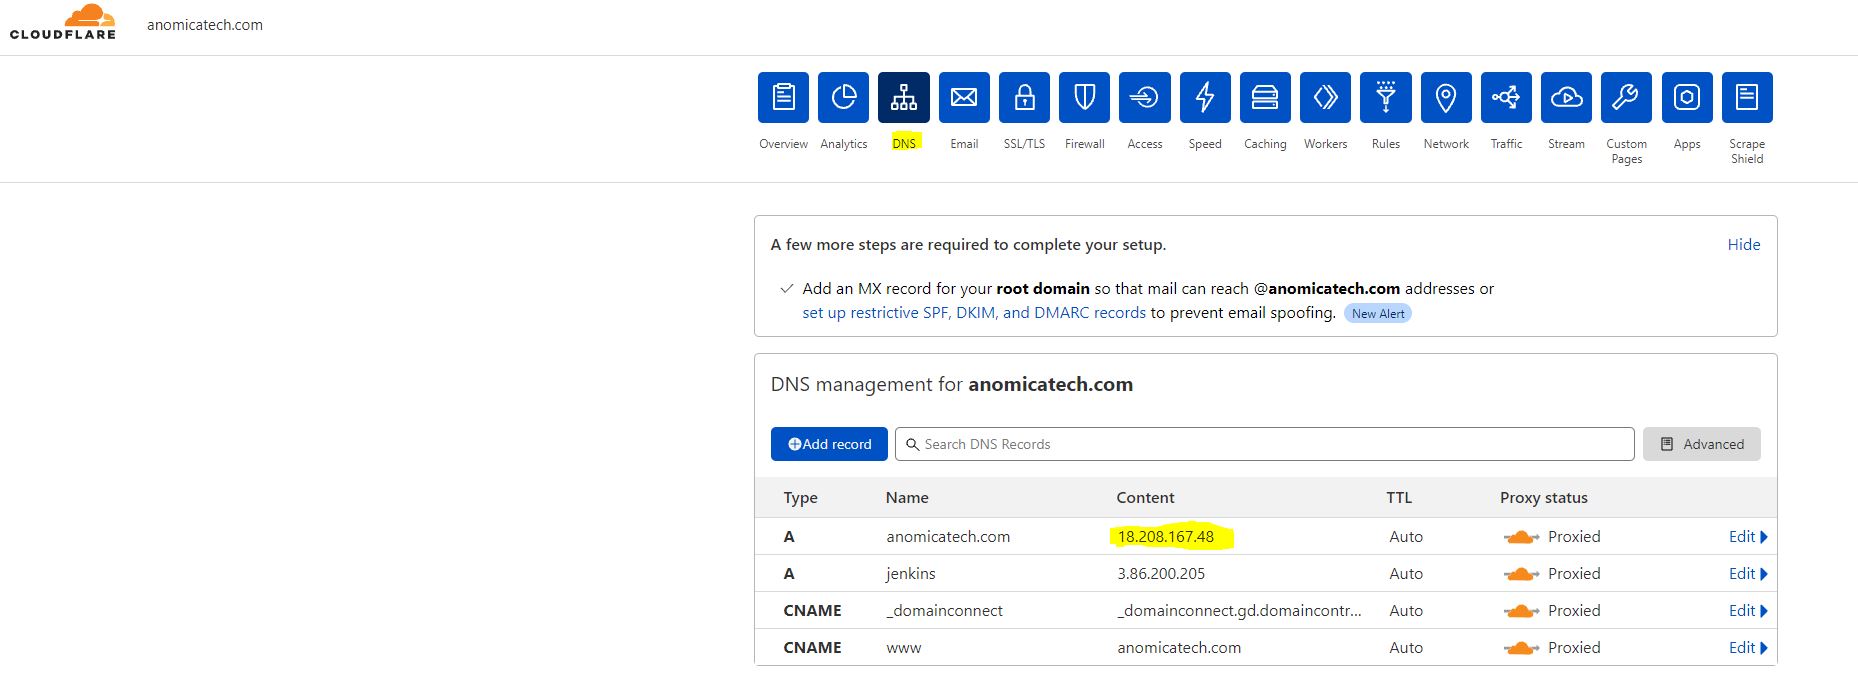 CLOUDFLARE
anomicatech.com
Overview Analytics DNS Email SSL/TLS Firewall Access Speed Caching Workers Rules Network Traffic Stream Custom Pages Apps Scrape Shield
A few more steps are required to complete your setup.
Hide
Add an MX record for your root domain so that mail can reach @anomicatech.com addresses or
set up restrictive SPF, DKIM, and DMARC records to prevent email spoofing. New Alert
DNS management for anomicatech.com
Add record
Search DNS Records
Advanced
Type Name Content TTL Proxy status
A anomicatech.com 18.208.167.48 Auto Proxied Edit
A jenkins 3.86.200.205 Auto Proxied Edit
CNAME _domainconnect _domainconnect.gd.domaincontr... Auto Proxied Edit
CNAME www anomicatech.com Auto Proxied Edit